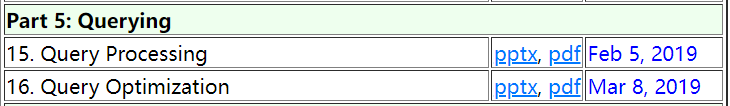 Part 5: Querying
15. Query Processing pptx, pdf Feb 5, 2019
16. Query Optimization pptx, pdf Mar 8, 2019